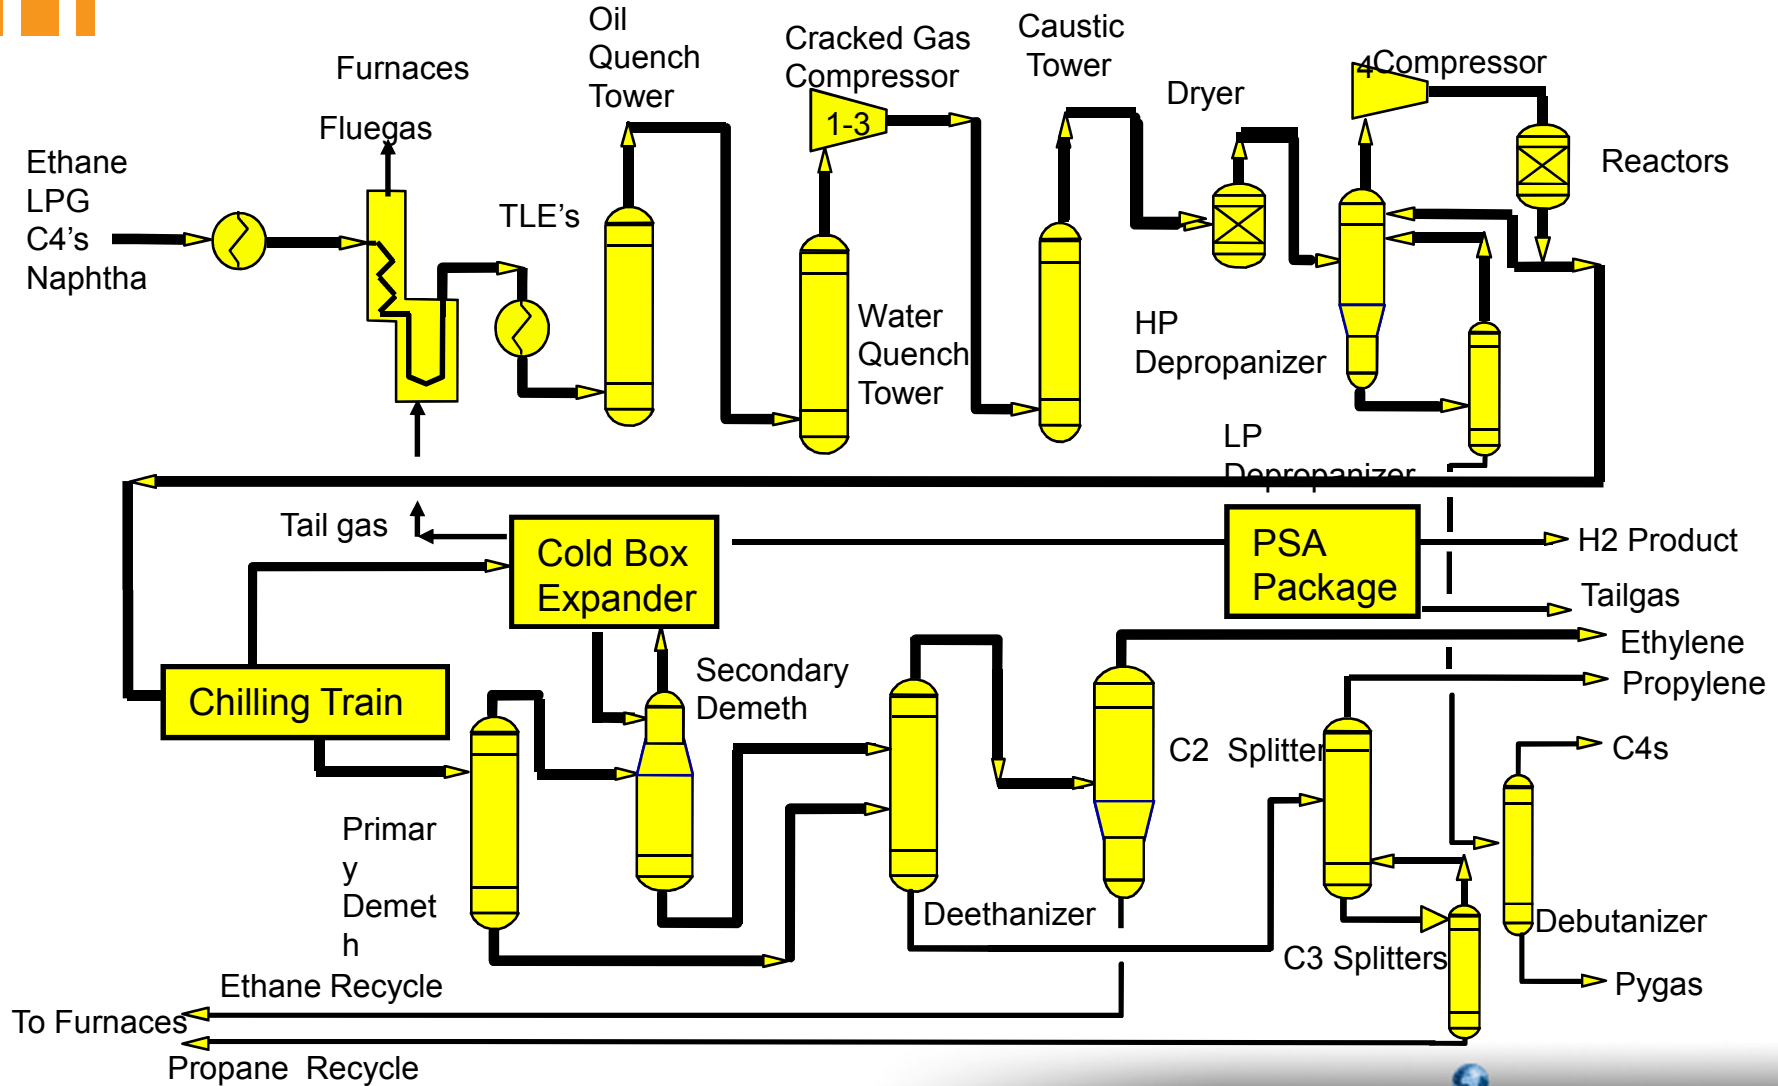 Oil
Quench
Tower
Furnaces
Fluegas
Cracked Gas
Compressor
1-3
Caustic
Tower
Dryer
4Compressor
Reactors
Ethane
LPG
C4's
Naphtha
TLE's
Water
Quench
Tower
HP
Depropanizer
LP
Depropanizer
Tail gas
Cold Box
Expander
PSA
Package
H2 Product
Tailgas
Ethylene
Propylene
Chilling Train
Secondary
Demeth
C2 Splitter
C4s
Primar
y
Demet
h
Deethanizer
C3 Splitters
Debutanizer
Pygas
Ethane Recycle
To Furnaces
Propane Recycle